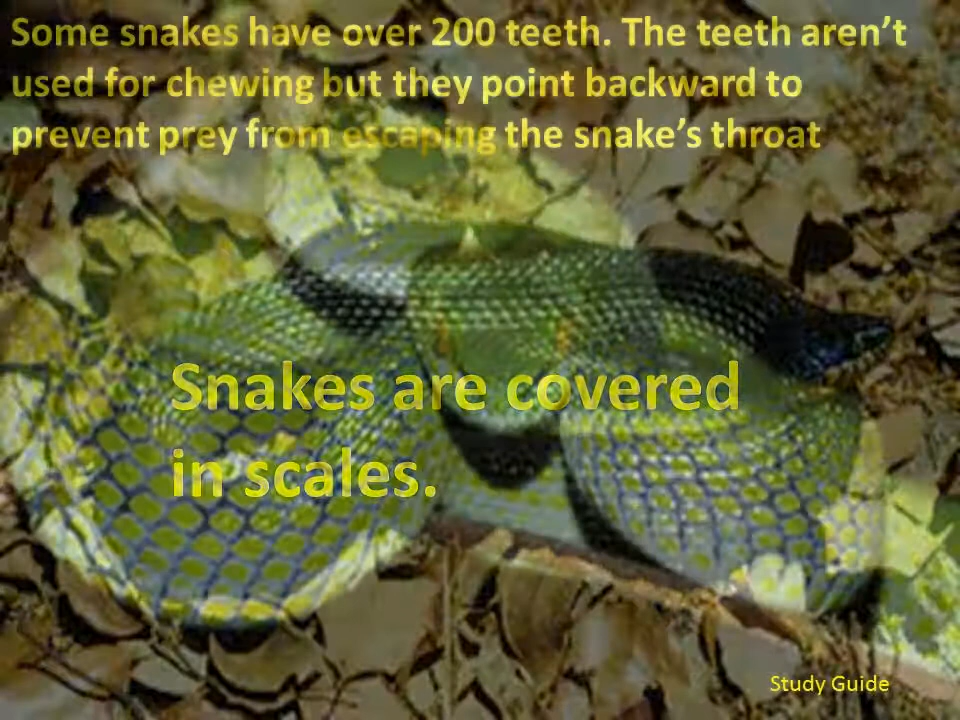 Some snakes have over 200 teeth. The teeth aren’t
used for chewing but they point backward to
prevent prey from escaping the snake’s throat
Snakes are covered
in scales.
Study Guide